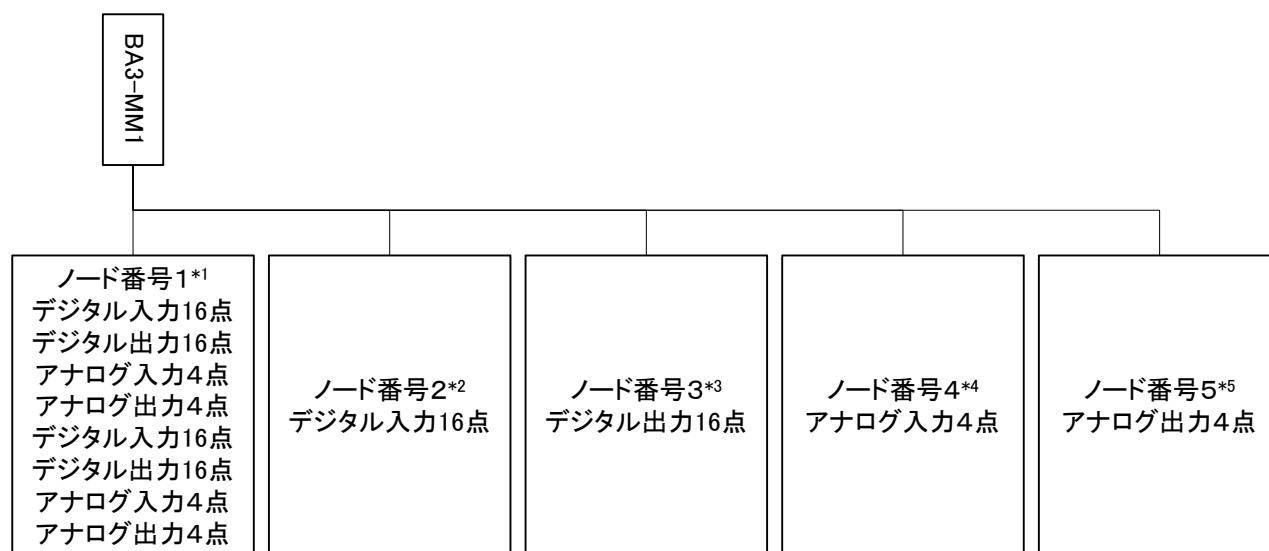 BA3-MM1
ノード番号1*1
デジタル入力16点
デジタル出力16点
アナログ入力4点
アナログ出力4点
デジタル入力16点
デジタル出力16点
アナログ入力4点
アナログ出力4点
ノード番号2*2
デジタル入力16点
ノード番号3*3
デジタル出力16点
ノード番号4*4
アナログ入力4点
ノード番号5*5
アナログ出力4点